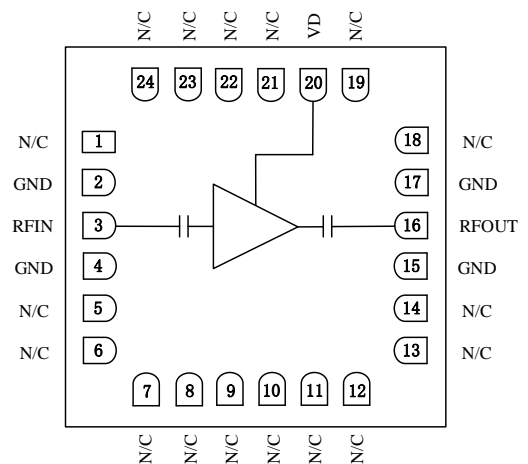 N/C N/C N/C N/C VD N/C
24 23 22 21 20 19
N/C 1 18 N/C
GND 2 17 GND
RFIN 3 16 RFOUT
GND 4 15 GND
N/C 5 14 N/C
N/C 6 13 N/C
7 8 9 10 11 12
N/C N/C N/C N/C N/C N/C